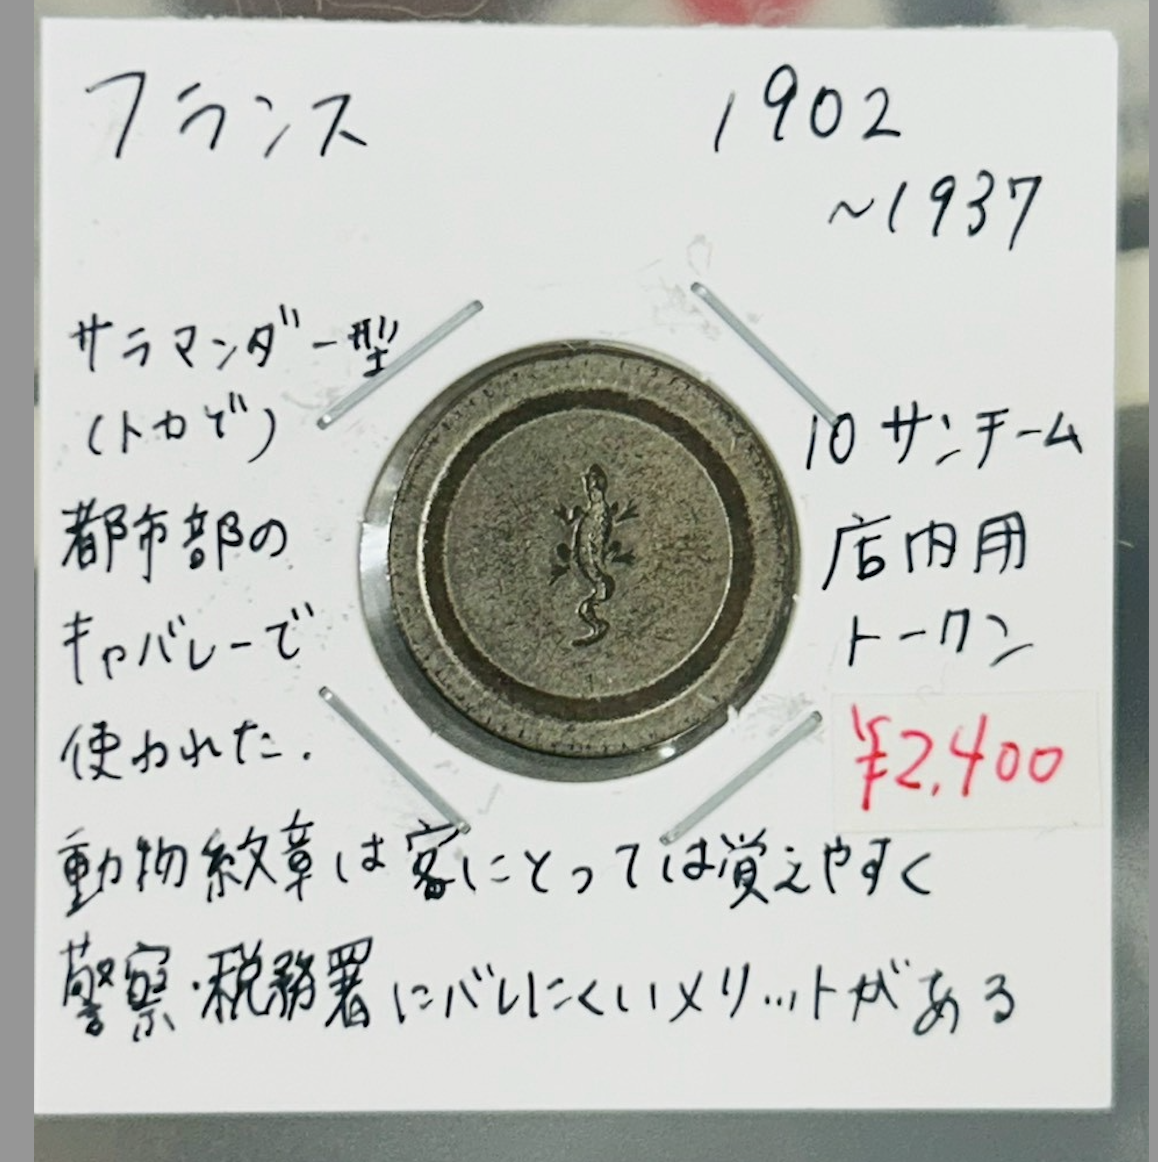 フランス
1902
~1937
サラマンダー型
(トカゲ)
都市部の
キャバレーで
使われた.
10サンチーム
店内用
トークン
¥2,400
動物紋章は客にとっては覚えやすく
警察・税務署にバレにくいメリットがある